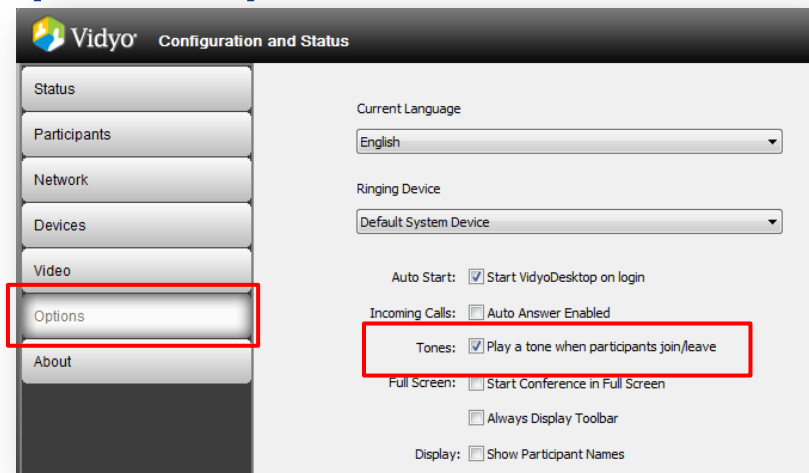 Vidyo Configuration and Status
Status
Participants
Network
Devices
Video
Options
About
Current Language
English
Ringing Device
Default System Device
Auto Start: Start VidyoDesktop on login
Incoming Calls: Auto Answer Enabled
Tones: Play a tone when participants join/leave
Full Screen: Start Conference in Full Screen
Always Display Toolbar
Display: Show Participant Names